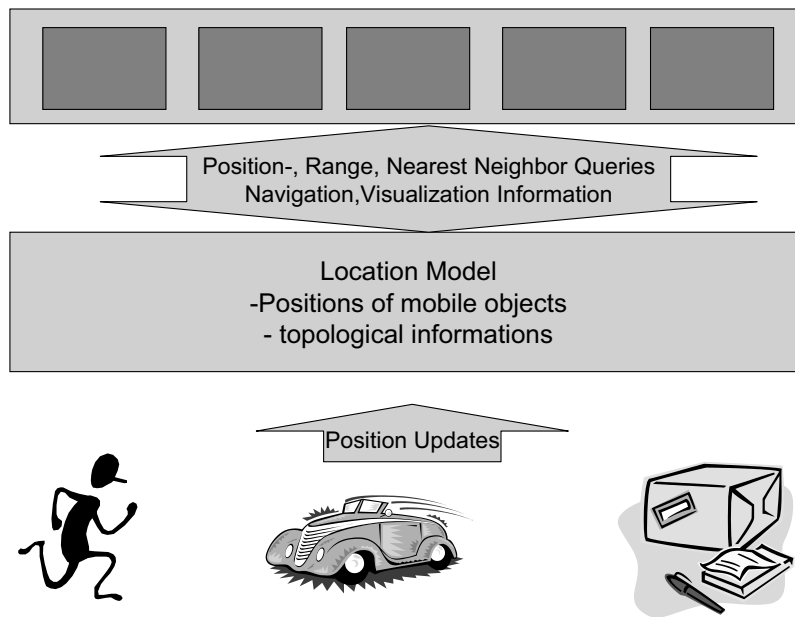 Position-, Range, Nearest Neighbor Queries
Navigation,Visualization Information
Location Model
-Positions of mobile objects
- topological informations
Position Updates